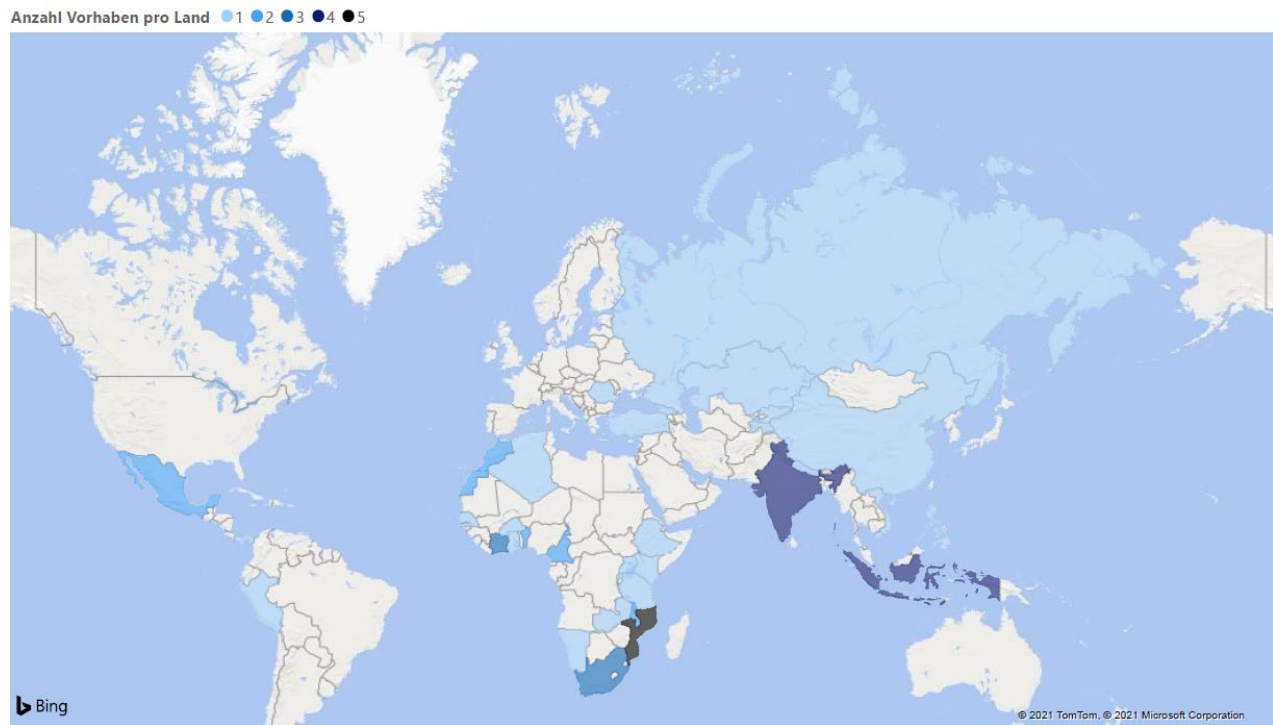 Anzahl Vorhaben pro Land 1 2 3 4 5
Bing
© 2021 TomTom, © 2021 Microsoft Corporation